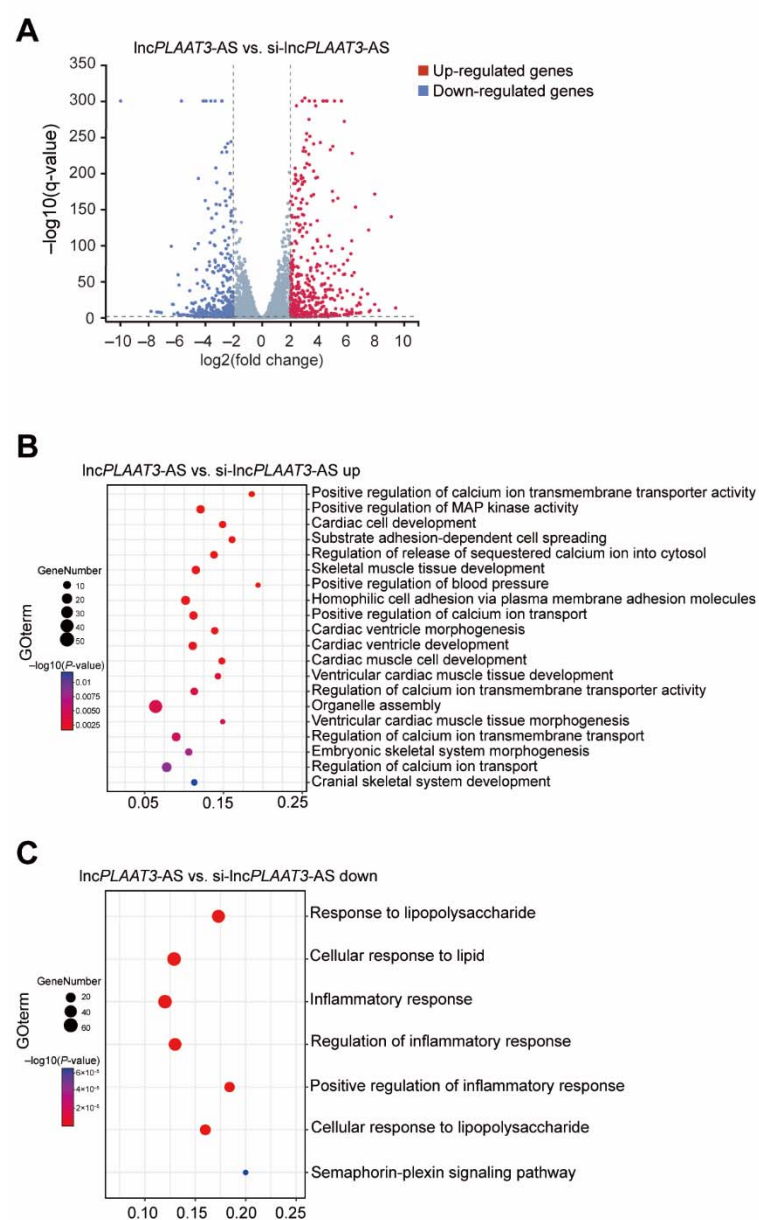 A
lncPLAAT3-AS vs. si-lncPLAAT3-AS
Up-regulated genes
Down-regulated genes
350
300
250
200
150
100
50
0
–log10(q-value)
–10 –8 –6 –4 –2 0 2 4 6 8 10
log2(fold change)
B
lncPLAAT3-AS vs. si-lncPLAAT3-AS up
GOterm
GeneNumber
10
20
30
40
50
–log10(P-value)
0.01
0.0075
0.0050
0.0025
Positive regulation of calcium ion transmembrane transporter activity
Positive regulation of MAP kinase activity
Cardiac cell development
Substrate adhesion-dependent cell spreading
Regulation of release of sequestered calcium ion into cytosol
Skeletal muscle tissue development
Positive regulation of blood pressure
Homophilic cell adhesion via plasma membrane adhesion molecules
Positive regulation of calcium ion transport
Cardiac ventricle morphogenesis
Cardiac ventricle development
Cardiac muscle cell development
Ventricular cardiac muscle tissue development
Regulation of calcium ion transmembrane transporter activity
Organelle assembly
Ventricular cardiac muscle tissue morphogenesis
Regulation of calcium ion transmembrane transport
Embryonic skeletal system morphogenesis
Regulation of calcium ion transport
Cranial skeletal system development
0.05 0.15 0.25
C
lncPLAAT3-AS vs. si-lncPLAAT3-AS down
GOterm
GeneNumber
20
40
60
–log10(P-value)
Response to lipopolysaccharide
Cellular response to lipid
Inflammatory response
Regulation of inflammatory response
Positive regulation of inflammatory response
Cellular response to lipopolysaccharide
Semaphorin-plexin signaling pathway
0.10 0.15 0.20 0.25